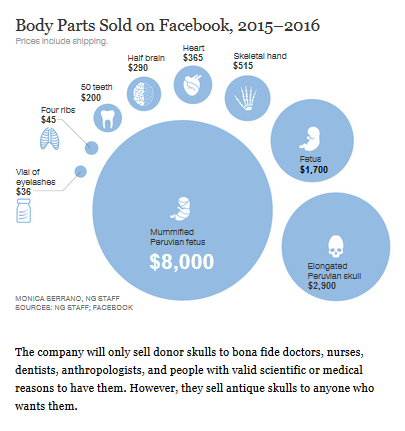 Body Parts Sold on Facebook, 2015–2016
Prices include shipping.
Heart
$365
Half brain
$290
Skeletal hand
$515
50 teeth
$200
Four ribs
$45
Fetus
$1,700
Vial of
eyelashes
$36
Mummified
Peruvian fetus
$8,000
Elongated
Peruvian skull
$2,900
MONICA SERRANO, NG STAFF
SOURCES: NG STAFF; FACEBOOK
The company will only sell donor skulls to bona fide doctors, nurses,
dentists, anthropologists, and people with valid scientific or medical
reasons to have them. However, they sell antique skulls to anyone who
wants them.